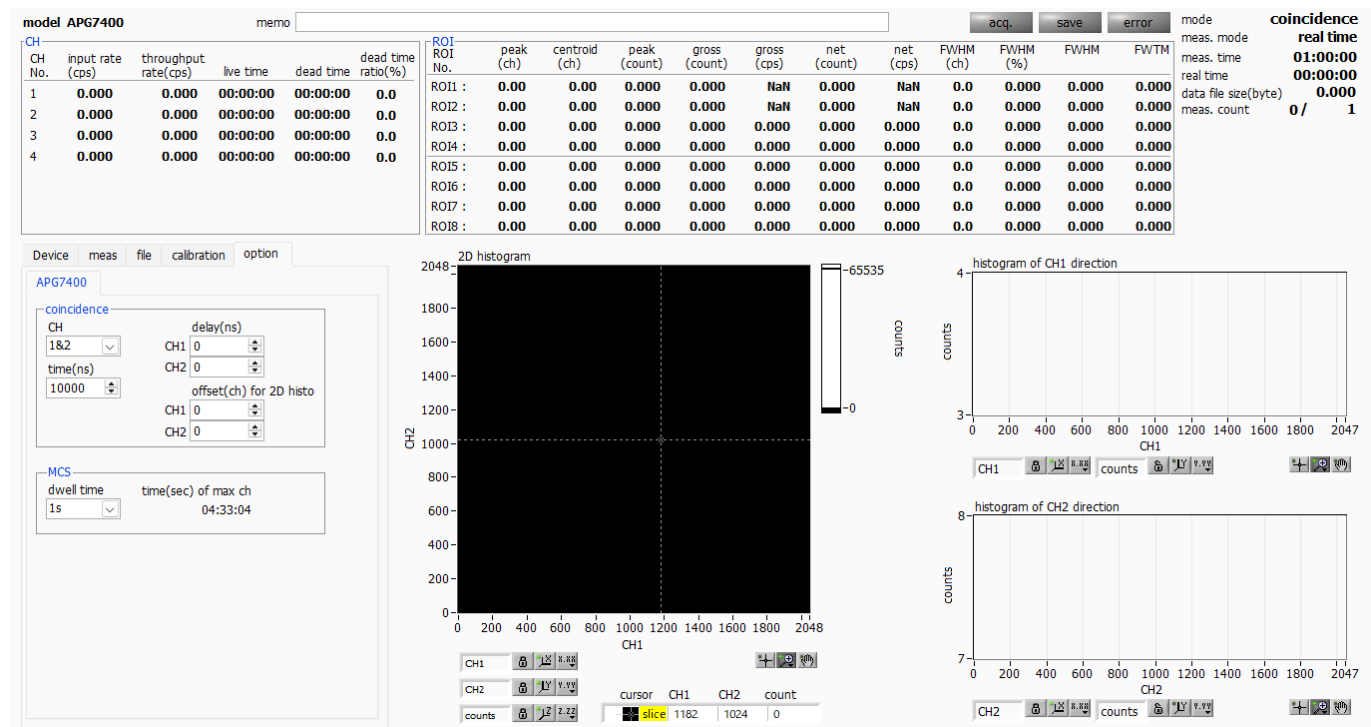 model APG7400 memo acq. save error mode coincidence
meas. mode real time
meas. time 01:00:00
real time 00:00:00
data file size(byte) 0.000
meas. count 0 / 1
CH
CH No. input rate (cps) throughput rate(cps) live time dead time dead time ratio(%)
1 0.000 0.000 00:00:00 00:00:00 0.0
2 0.000 0.000 00:00:00 00:00:00 0.0
3 0.000 0.000 00:00:00 00:00:00 0.0
4 0.000 0.000 00:00:00 00:00:00 0.0
ROI
ROI No. peak (ch) centroid (ch) peak (count) gross (count) gross (cps) net (count) net (cps) FWHM (ch) FWHM (%) FWHM FWTM
ROI1 : 0.00 0.00 0.000 0.000 NaN 0.000 NaN 0.0 0.000 0.000 0.000
ROI2 : 0.00 0.00 0.000 0.000 NaN 0.000 NaN 0.0 0.000 0.000 0.000
ROI3 : 0.00 0.00 0.000 0.000 0.000 0.000 0.000 0.0 0.000 0.000 0.000
ROI4 : 0.00 0.00 0.000 0.000 0.000 0.000 0.000 0.0 0.000 0.000 0.000
ROI5 : 0.00 0.00 0.000 0.000 0.000 0.000 0.000 0.0 0.000 0.000 0.000
ROI6 : 0.00 0.00 0.000 0.000 0.000 0.000 0.000 0.0 0.000 0.000 0.000
ROI7 : 0.00 0.00 0.000 0.000 0.000 0.000 0.000 0.0 0.000 0.000 0.000
ROI8 : 0.00 0.00 0.000 0.000 0.000 0.000 0.000 0.0 0.000 0.000 0.000
Device meas file calibration option
APG7400
coincidence
CH delay(ns)
1&2 CH1 0
time(ns) CH2 0
10000 offset(ch) for 2D histo
CH1 0
CH2 0
MCS
dwell time time(sec) of max ch
1s 04:33:04
2D histogram
2048
1800
1600
1400
1200
1000
800
600
400
200
0
CH2
0 200 400 600 800 1000 1200 1400 1600 1800 2048
CH1
65535
0
counts
CH1 X X.XX
CH2 Y Y.YY
counts Z Z.ZZ
cursor CH1 CH2 count
slice 1182 1024 0
histogram of CH1 direction
4
counts
3
0 200 400 600 800 1000 1200 1400 1600 1800 2047
CH1
CH1 X X.XX counts Y Y.YY
histogram of CH2 direction
8
counts
7
0 200 400 600 800 1000 1200 1400 1600 1800 2047
CH2
CH2 X X.XX counts Y Y.YY